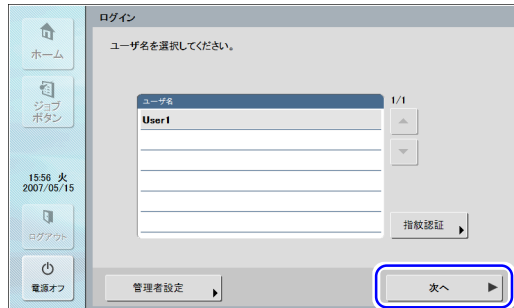 ログイン
ホーム
ユーザ名を選択してください。
ジョブ
ボタン
ユーザ名
1/1
User1
15:56 火
2007/05/15
ログアウト
指紋認証
電源オフ
管理者設定
次へ